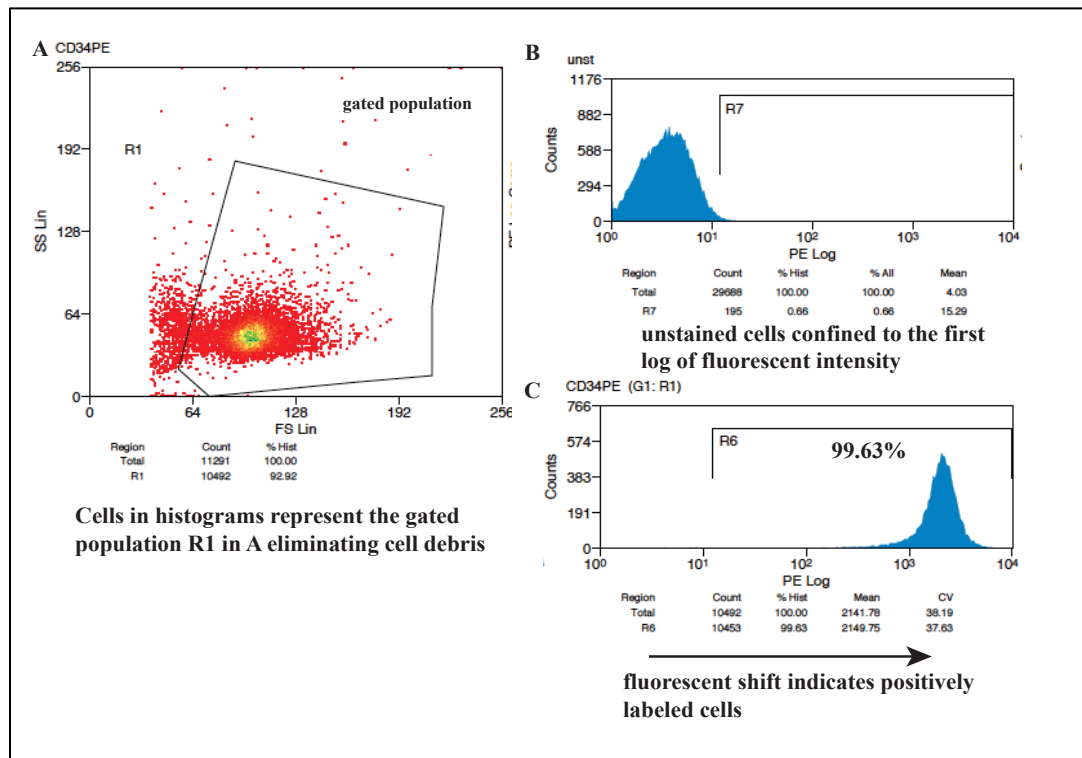 A CD34PE
256
192
128
64
0
SS Lin
R1
gated population
0 64 128 192 256
FS Lin
Region Count % Hist
Total 11291 100.00
R1 10492 92.92
Cells in histograms represent the gated
population R1 in A eliminating cell debris
B
unst
1176
882
588
294
0
Counts
R7
10⁰ 10¹ 10² 10³ 10⁴
PE Log
Region Count % Hist % All Mean
Total 29688 100.00 100.00 4.03
R7 195 0.66 0.66 15.29
unstained cells confined to the first
log of fluorescent intensity
C
CD34PE (G1: R1)
766
574
383
191
0
Counts
R6
99.63%
10⁰ 10¹ 10² 10³ 10⁴
PE Log
Region Count % Hist Mean CV
Total 10492 100.00 2141.78 38.19
R6 10453 99.63 2149.75 37.63
fluorescent shift indicates positively
labeled cells